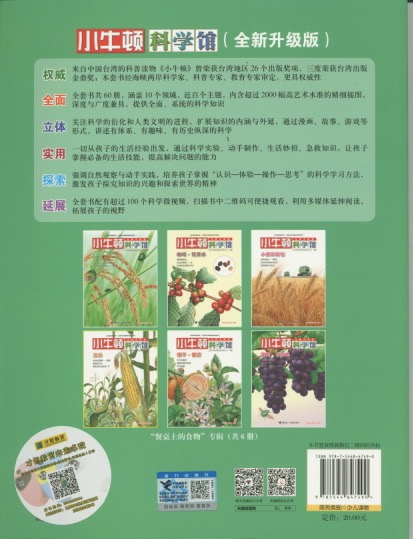 小牛顿科学馆(全新升级版)
权威 来自中国台湾的科普读物《小牛顿》曾荣获台湾地区26个出版奖项,三度荣获台湾出版
金鼎奖;本套书经海峡两岸科学家、科普专家、教育专家审定,更具权威性
全面 全套书共60册,涵盖10个领域,近百个主题,内含超过2000幅高艺术水准的精细插图,
深度与广度兼具,提供全面、系统的科学知识
立体 关注科学的衍化和人类文明的进程,扩展知识的内涵与外延,通过漫画、故事、游戏等
形式,讲述有体系、有趣味、有历史纵深的科学
实用 一切从孩子的生活经验出发,通过科学实验、动手制作、生活妙招、急救知识,让孩子
掌握必备的生活技能,提高解决问题的能力
探索 强调自然观察与动手实践,培养孩子掌握“认识—体验—操作—思考”的科学学习方法,
激发孩子探究知识的兴趣和探索世界的精神
延展 全套书配有超过100个科学微视频,扫描书中二维码可便捷观看,利用多媒体延伸阅读,
拓展孩子的视野
小牛顿科学馆
小牛顿科学馆
小牛顿科学馆
小牛顿科学馆
小牛顿科学馆
小牛顿科学馆
“餐桌上的食物”专辑(共6册)
陈列类别◎少儿读物
定价:20.00元